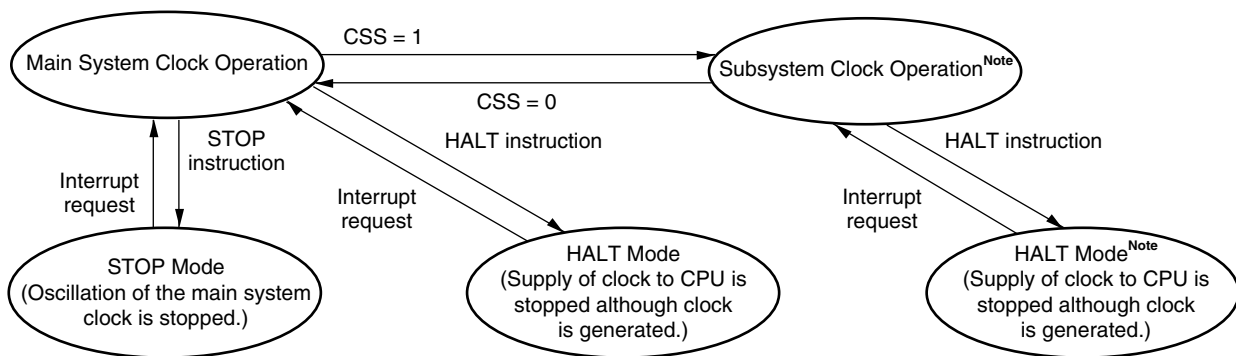 CSS = 1
Main System Clock Operation
Subsystem Clock Operation Note
CSS = 0
STOP
instruction
HALT instruction
HALT instruction
Interrupt
request
Interrupt
request
Interrupt
request
STOP Mode
(Oscillation of the main system
clock is stopped.)
HALT Mode
(Supply of clock to CPU is
stopped although clock
is generated.)
HALT Mode Note
(Supply of clock to CPU is
stopped although clock
is generated.)